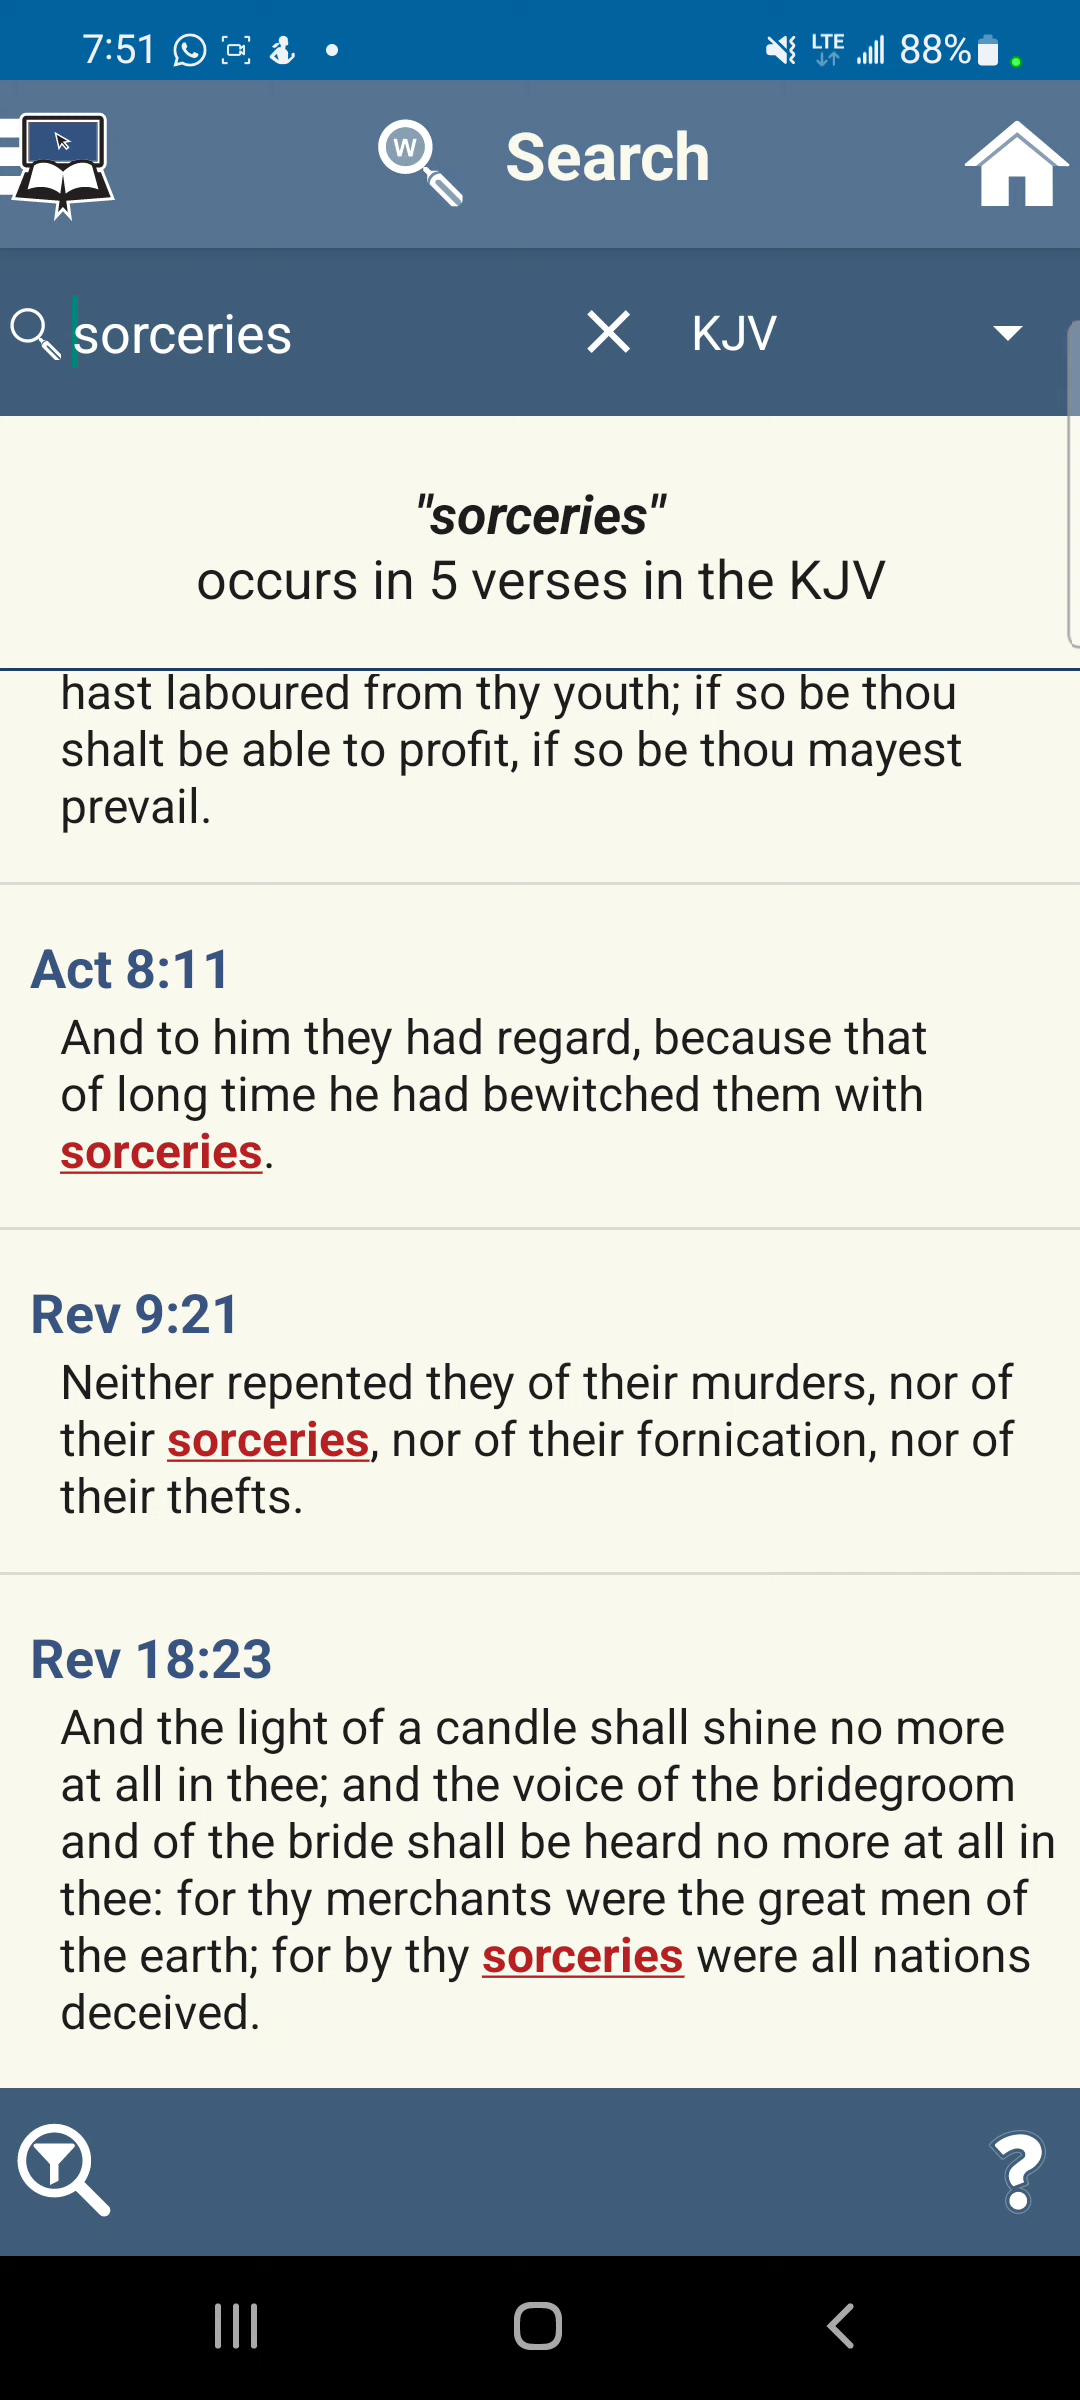 7:51
LTE 88%
W Search
sorceries KJV
"sorceries"
occurs in 5 verses in the KJV
hast laboured from thy youth; if so be thou
shalt be able to profit, if so be thou mayest
prevail.
Act 8:11
And to him they had regard, because that
of long time he had bewitched them with
sorceries.
Rev 9:21
Neither repented they of their murders, nor of
their sorceries, nor of their fornication, nor of
their thefts.
Rev 18:23
And the light of a candle shall shine no more
at all in thee; and the voice of the bridegroom
and of the bride shall be heard no more at all in
thee: for thy merchants were the great men of
the earth; for by thy sorceries were all nations
deceived.
?